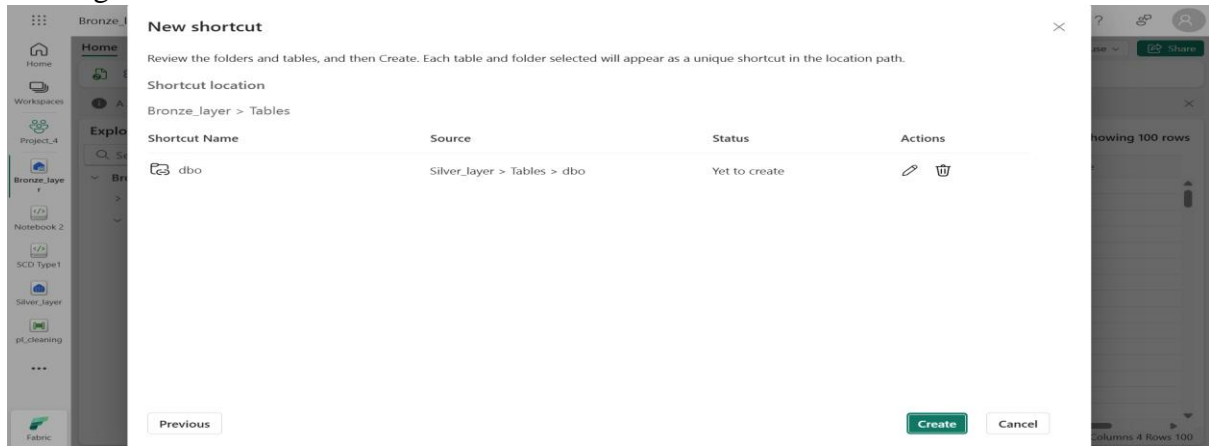 Bronze_l
Home
Workspaces
Project_4
Bronze_laye
r
Notebook 2
SCD Type1
Silver_layer
pl_cleaning
Fabric
Home
Explo
New shortcut
Review the folders and tables, and then Create. Each table and folder selected will appear as a unique shortcut in the location path.
Shortcut location
Bronze_layer > Tables
Shortcut Name Source Status Actions
dbo Silver_layer > Tables > dbo Yet to create
Previous Create Cancel
Share
howing 100 rows
Columns 4 Rows 100